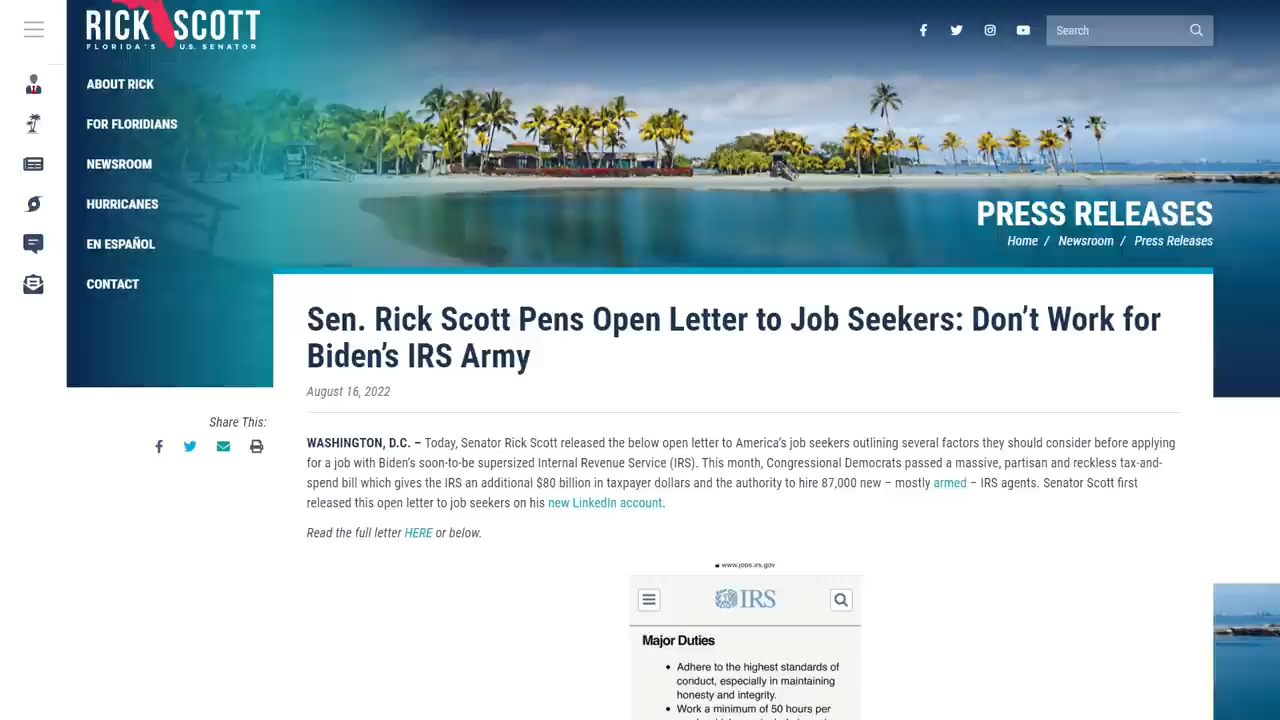 RICK SCOTT
FLORIDA'S U.S. SENATOR
Search
ABOUT RICK
FOR FLORIDIANS
NEWSROOM
HURRICANES
EN ESPAÑOL
CONTACT
PRESS RELEASES
Home / Newsroom / Press Releases
Sen. Rick Scott Pens Open Letter to Job Seekers: Don’t Work for
Biden’s IRS Army
August 16, 2022
Share This:
WASHINGTON, D.C. – Today, Senator Rick Scott released the below open letter to America’s job seekers outlining several factors they should consider before applying
for a job with Biden’s soon-to-be supersized Internal Revenue Service (IRS). This month, Congressional Democrats passed a massive, partisan and reckless tax-and-
spend bill which gives the IRS an additional $80 billion in taxpayer dollars and the authority to hire 87,000 new – mostly armed – IRS agents. Senator Scott first
released this open letter to job seekers on his new LinkedIn account.
Read the full letter HERE or below.
www.jobs.irs.gov
IRS
Major Duties
• Adhere to the highest standards of
conduct, especially in maintaining
honesty and integrity.
• Work a minimum of 50 hours per